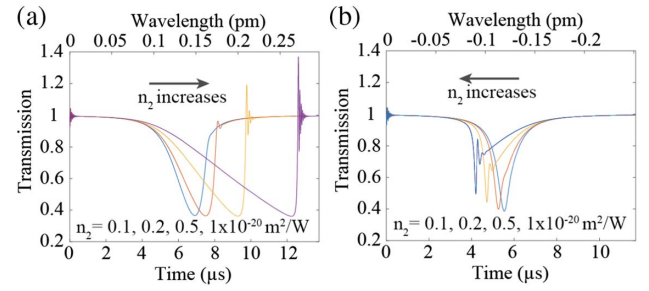 (a)
Wavelength (pm)
0 0.05 0.1 0.15 0.2 0.25
1.4
1.2
1
0.8
0.6
0.4
0.2
Transmission
n₂ increases
n₂= 0.1, 0.2, 0.5, 1x10⁻²⁰ m²/W
0 2 4 6 8 10 12
Time (μs)
(b)
Wavelength (pm)
0 -0.05 -0.1 -0.15 -0.2
1.4
1.2
1
0.8
0.6
0.4
0.2
Transmission
n₂ increases
n₂= 0.1, 0.2, 0.5, 1x10⁻²⁰ m²/W
0 2 4 6 8 10
Time (μs)